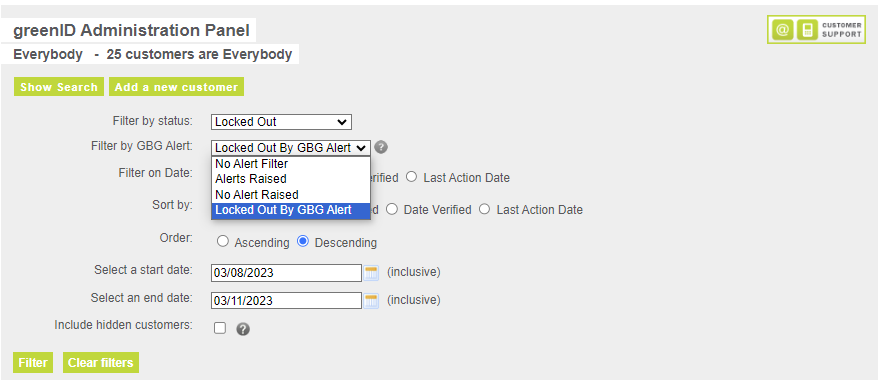 greenID Administration Panel
@ CUSTOMER SUPPORT
Everybody - 25 customers are Everybody
Show Search Add a new customer
Filter by status: Locked Out
Filter by GBG Alert: Locked Out By GBG Alert ?
No Alert Filter
Alerts Raised
No Alert Raised
Locked Out By GBG Alert
Filter on Date: Last Action Date
Sort by: Date Verified Last Action Date
Order: Ascending Descending
Select a start date: 03/08/2023 (inclusive)
Select an end date: 03/11/2023 (inclusive)
Include hidden customers: ?
Filter Clear filters